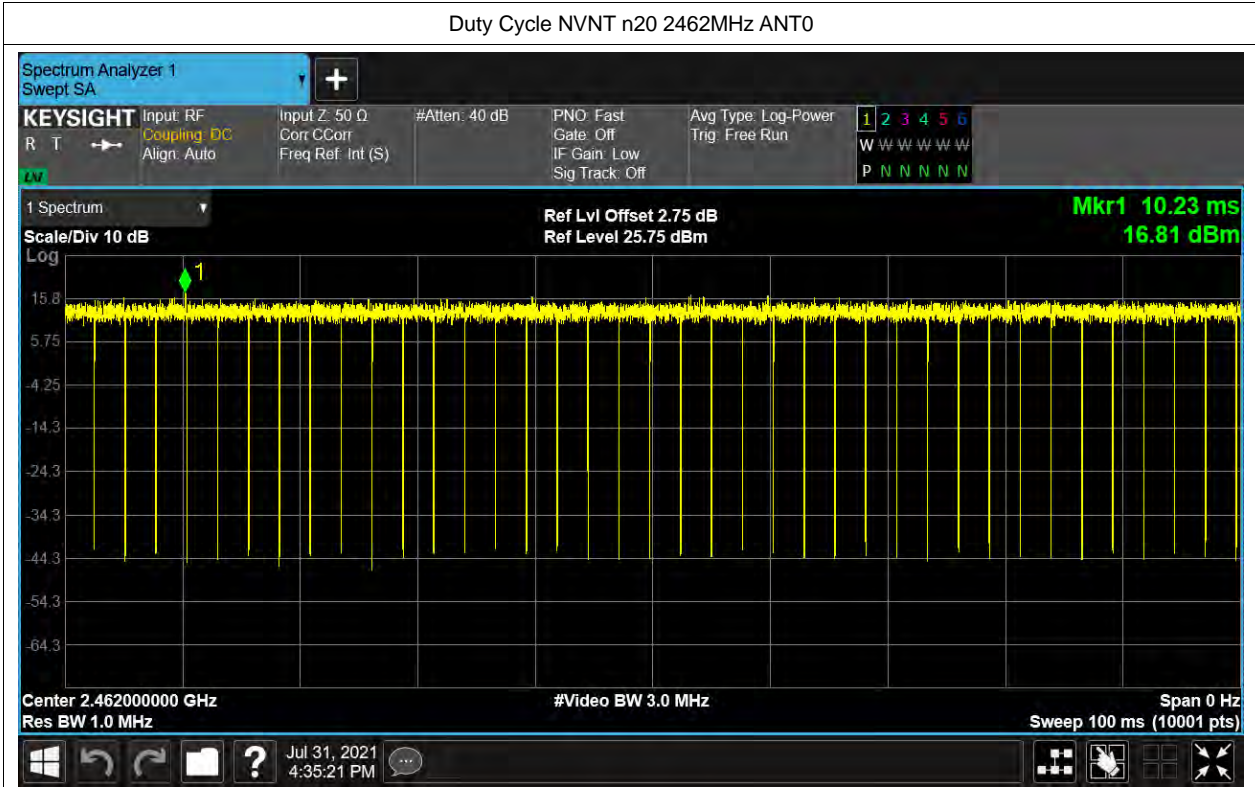 Duty Cycle NVNT n20 2462MHz ANT0
Spectrum Analyzer 1
Swept SA
+
KEYSIGHT
R T
LXI
Input: RF
Coupling: DC
Align: Auto
Input Z: 50 Ω
Corr CCorr
Freq Ref: Int (S)
#Atten: 40 dB
PNO: Fast
Gate: Off
IF Gain: Low
Sig Track: Off
Avg Type: Log-Power
Trig: Free Run
1 2 3 4 5 6
W W W W W W
P N N N N N
1 Spectrum
Scale/Div 10 dB
Ref Lvl Offset 2.75 dB
Ref Level 25.75 dBm
Mkr1 10.23 ms
16.81 dBm
Log
1
15.8
5.75
-4.25
-14.3
-24.3
-34.3
-44.3
-54.3
-64.3
Center 2.462000000 GHz
Res BW 1.0 MHz
#Video BW 3.0 MHz
Span 0 Hz
Sweep 100 ms (10001 pts)
?
Jul 31, 2021
4:35:21 PM